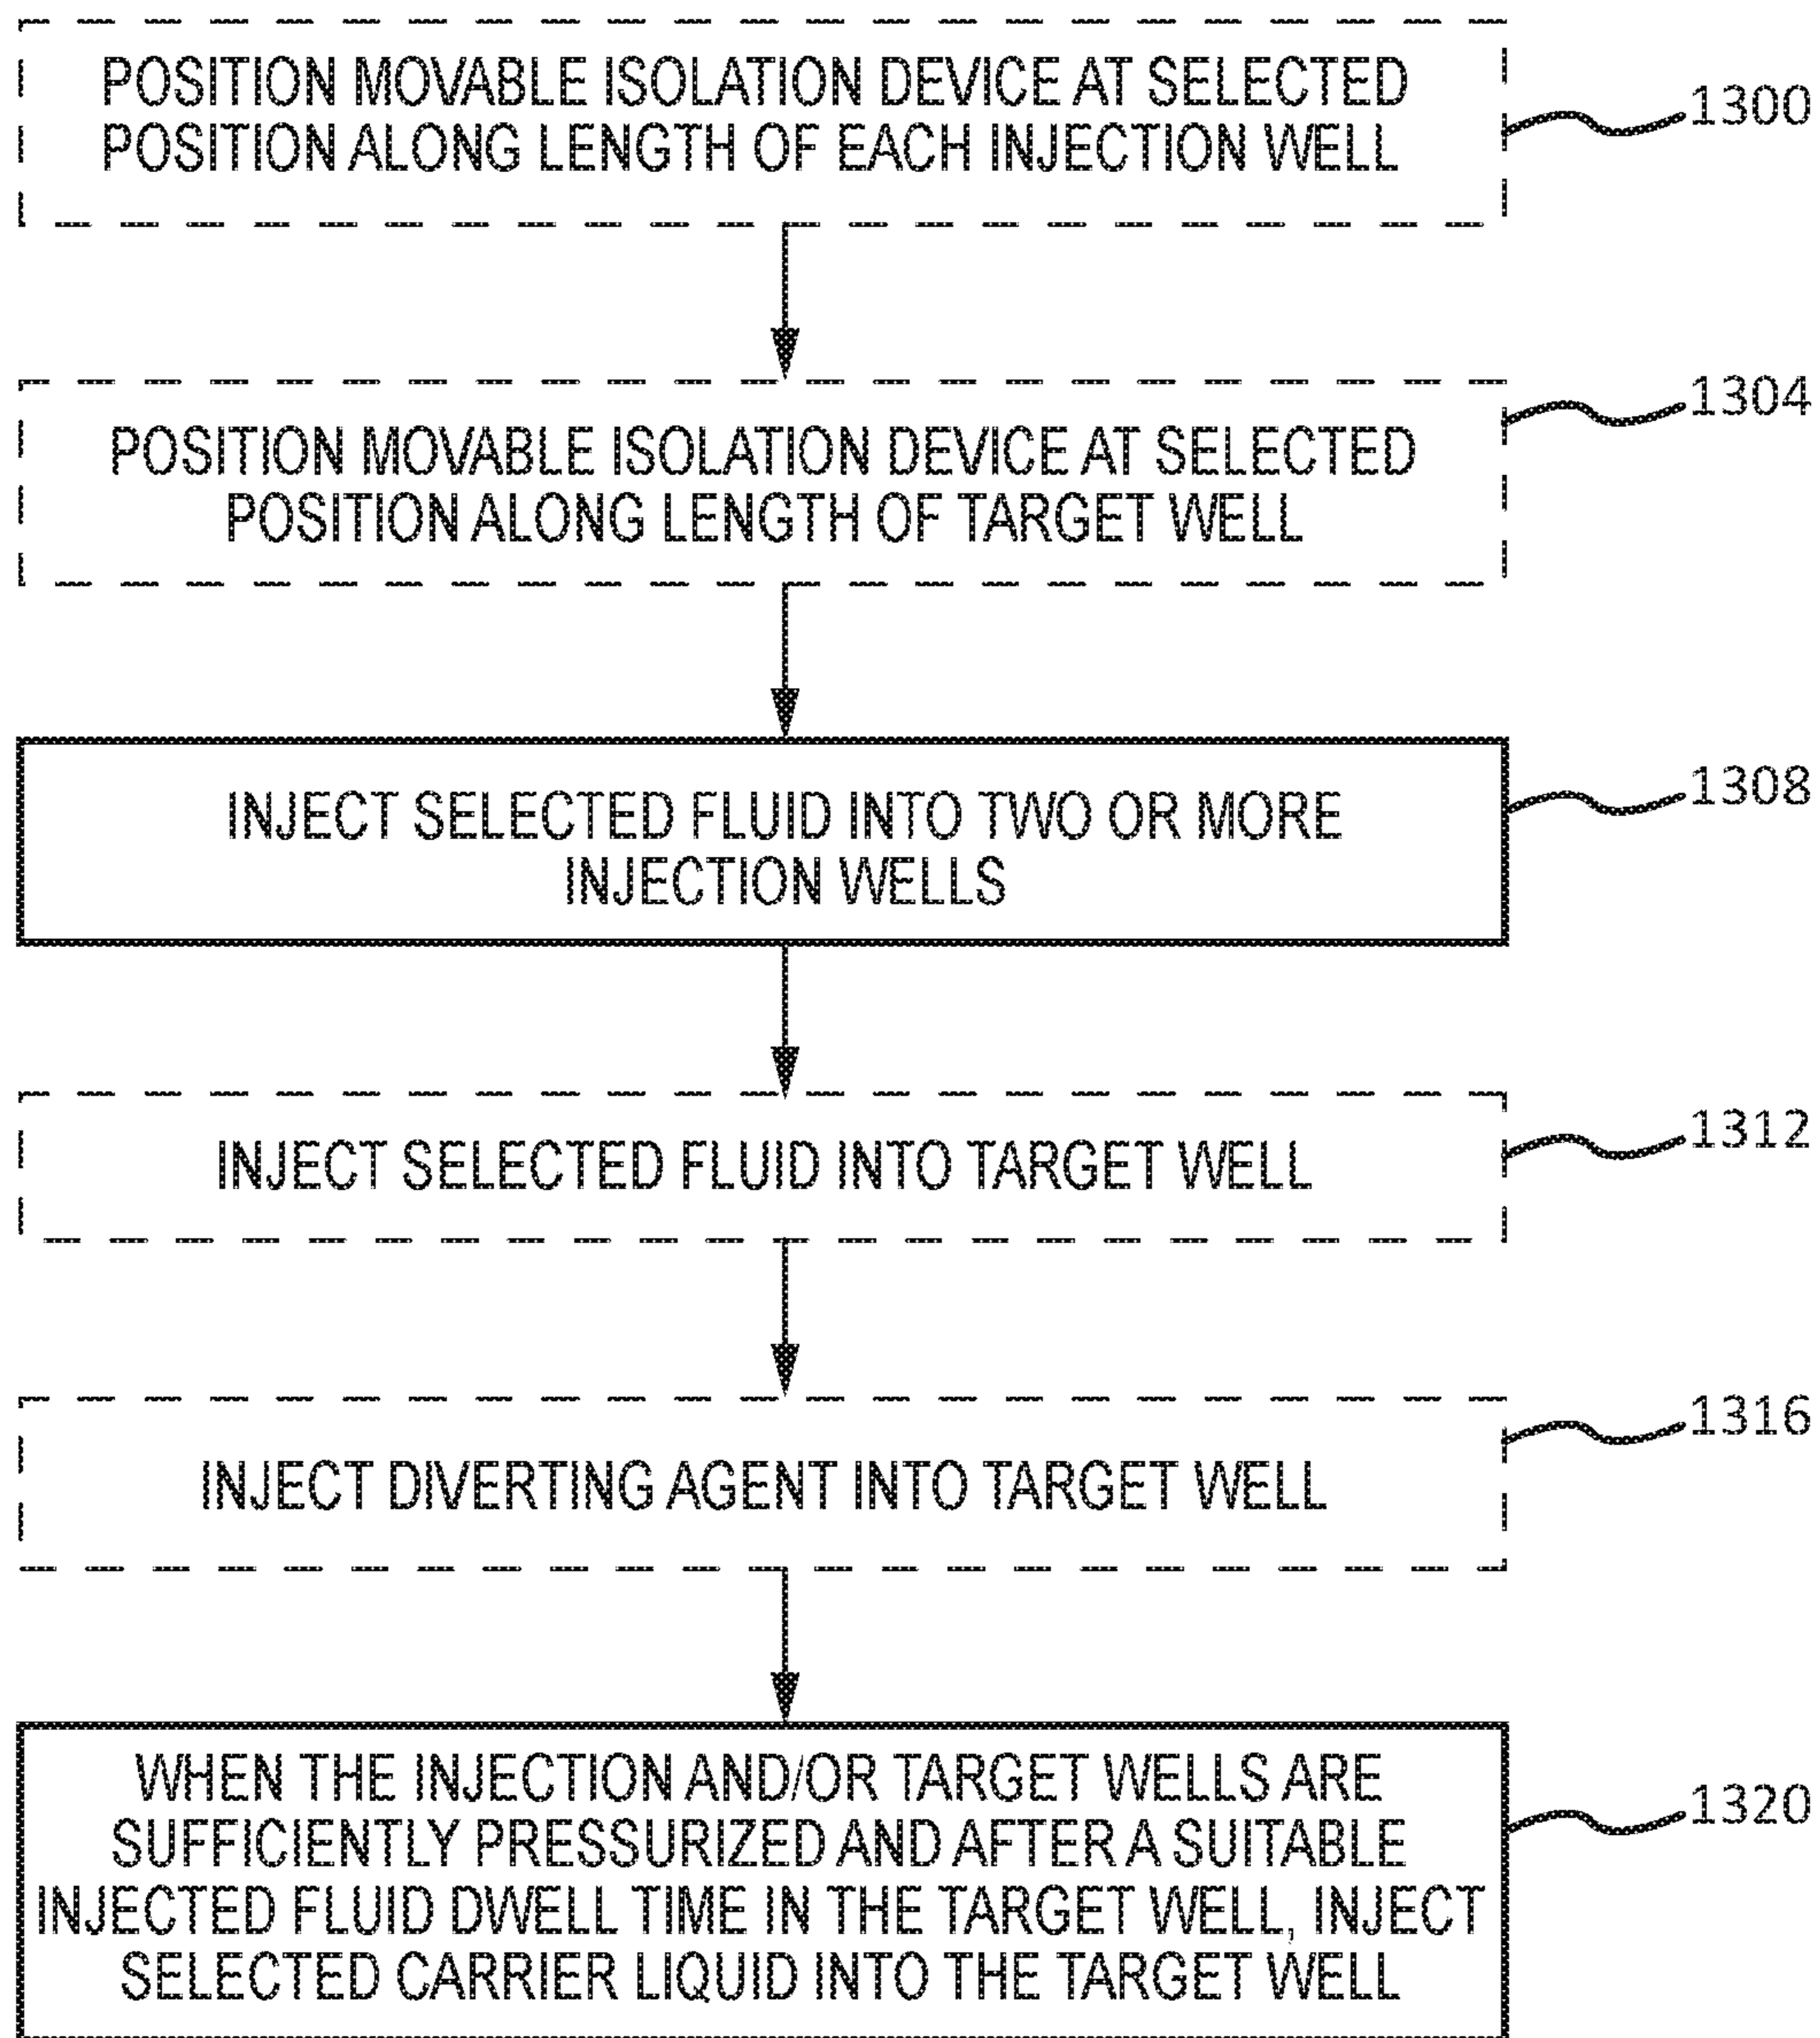 POSITION MOVABLE ISOLATION DEVICE AT SELECTED
POSITION ALONG LENGTH OF EACH INJECTION WELL
1300
POSITION MOVABLE ISOLATION DEVICE AT SELECTED
POSITION ALONG LENGTH OF TARGET WELL
1304
INJECT SELECTED FLUID INTO TWO OR MORE
INJECTION WELLS
1308
INJECT SELECTED FLUID INTO TARGET WELL
1312
INJECT DIVERTING AGENT INTO TARGET WELL
1316
WHEN THE INJECTION AND/OR TARGET WELLS ARE
SUFFICIENTLY PRESSURIZED AND AFTER A SUITABLE
INJECTED FLUID DWELL TIME IN THE TARGET WELL, INJECT
SELECTED CARRIER LIQUID INTO THE TARGET WELL
1320